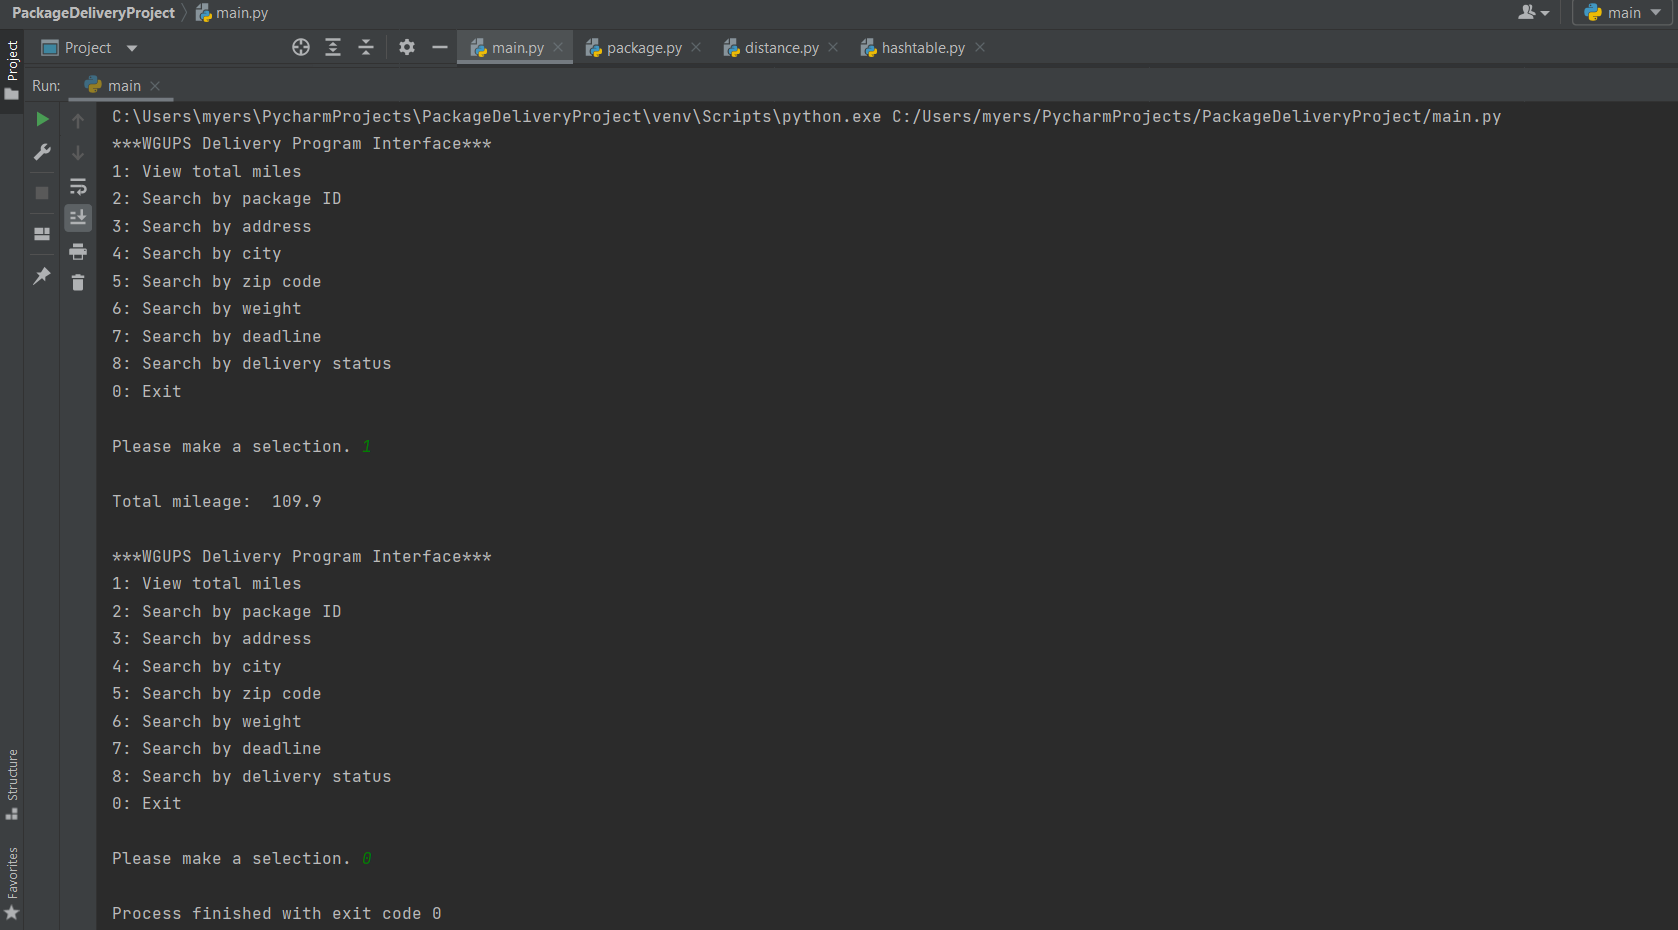 PackageDeliveryProject main.py main
Project main.py package.py distance.py hashtable.py
Project
Run: main
C:\Users\myers\PycharmProjects\PackageDeliveryProject\venv\Scripts\python.exe C:/Users/myers/PycharmProjects/PackageDeliveryProject/main.py
***WGUPS Delivery Program Interface***
1: View total miles
2: Search by package ID
3: Search by address
4: Search by city
5: Search by zip code
6: Search by weight
7: Search by deadline
8: Search by delivery status
0: Exit
Please make a selection. 1
Total mileage:  109.9
***WGUPS Delivery Program Interface***
1: View total miles
2: Search by package ID
3: Search by address
4: Search by city
5: Search by zip code
6: Search by weight
7: Search by deadline
8: Search by delivery status
0: Exit
Please make a selection. 0
Process finished with exit code 0
Structure
Favorites